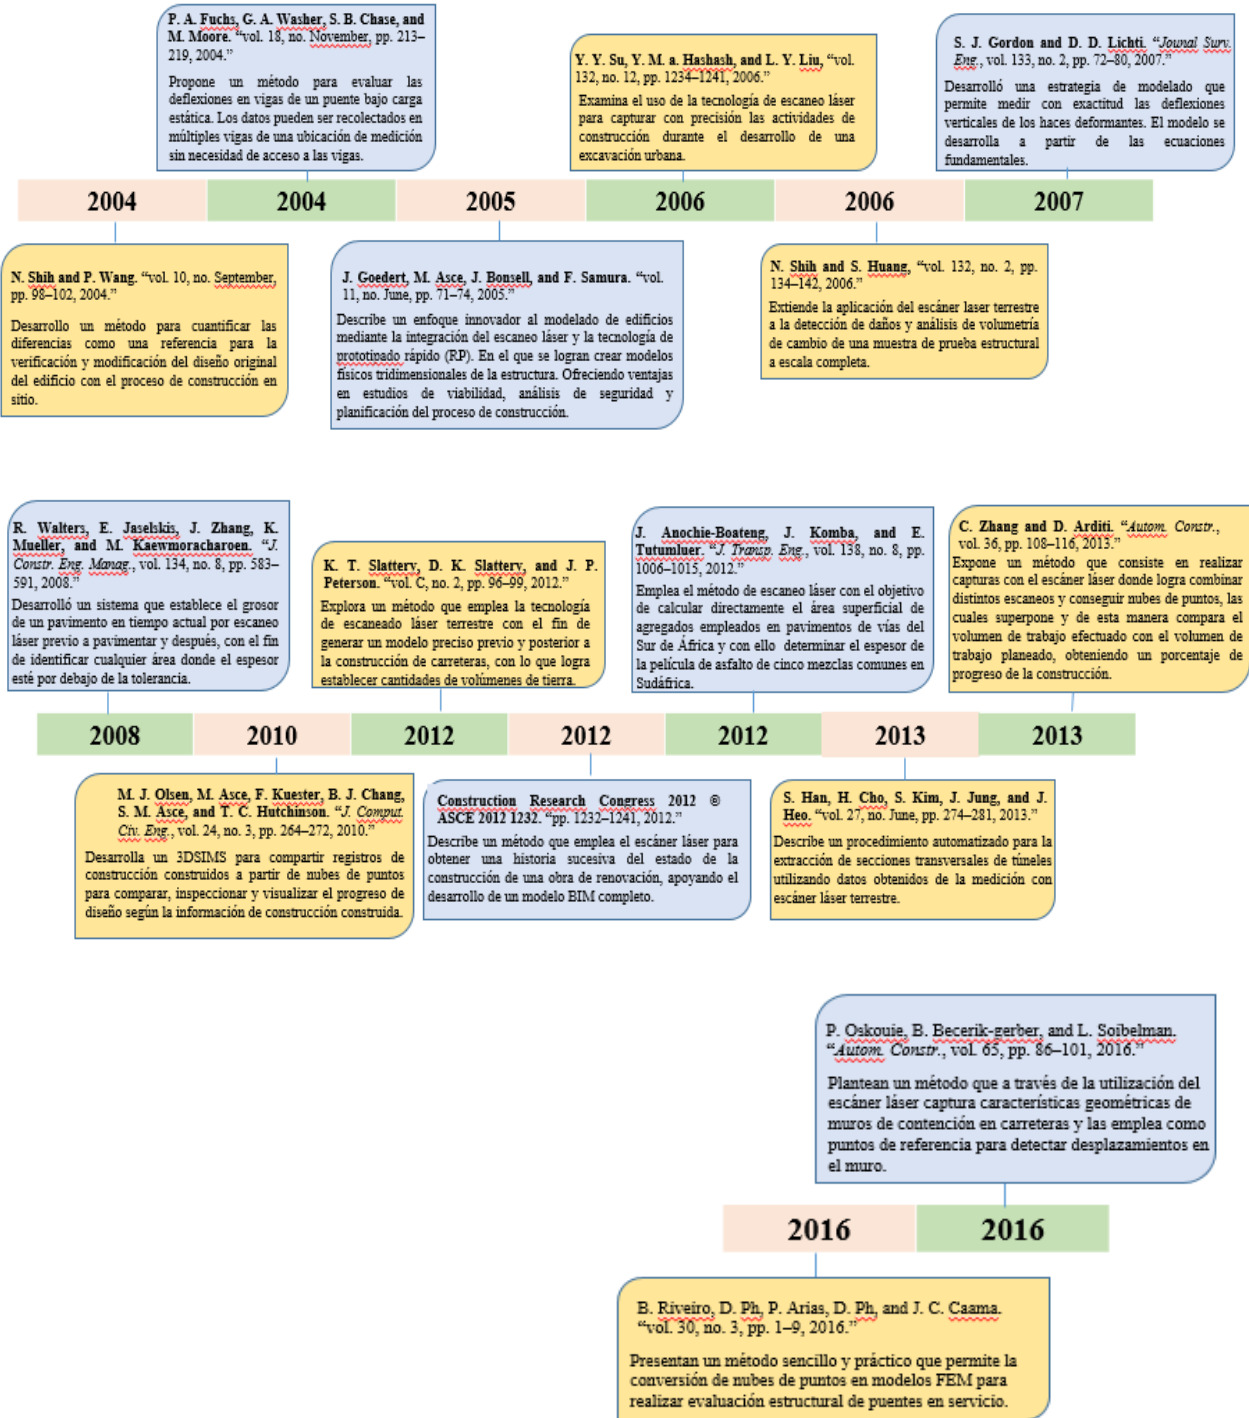 P. A. Fuchs, G. A. Washer, S. B. Chase, and
M. Moore. “vol. 18, no. November, pp. 213–
219, 2004.”
Propone un método para evaluar las
deflexiones en vigas de un puente bajo carga
estática. Los datos pueden ser recolectados en
múltiples vigas de una ubicación de medición
sin necesidad de acceso a las vigas.
Y. Y. Su, Y. M. a. Hashash, and L. Y. Liu, “vol.
132, no. 12, pp. 1234–1241, 2006.”
Examina el uso de la tecnología de escaneo láser
para capturar con precisión las actividades de
construcción durante el desarrollo de una
excavación urbana.
S. J. Gordon and D. D. Lichti. “Jounal Surv.
Eng., vol. 133, no. 2, pp. 72–80, 2007.”
Desarrolló una estrategia de modelado que
permite medir con exactitud las deflexiones
verticales de los haces deformantes. El modelo se
desarrolla a partir de las ecuaciones
fundamentales.
2004 2004 2005 2006 2006 2007
N. Shih and P. Wang. “vol. 10, no. September,
pp. 98–102, 2004.”
Desarrollo un método para cuantificar las
diferencias como una referencia para la
verificación y modificación del diseño original
del edificio con el proceso de construcción en
sitio.
J. Goedert, M. Asce, J. Bonsell, and F. Samura. “vol.
11, no. June, pp. 71–74, 2005.”
Describe un enfoque innovador al modelado de edificios
mediante la integración del escaneo láser y la tecnología de
prototipado rápido (RP). En el que se logran crear modelos
físicos tridimensionales de la estructura. Ofreciendo ventajas
en estudios de viabilidad, análisis de seguridad y
planificación del proceso de construcción.
N. Shih and S. Huang, “vol. 132, no. 2, pp.
134–142, 2006.”
Extiende la aplicación del escáner laser terrestre
a la detección de daños y análisis de volumetría
de cambio de una muestra de prueba estructural
a escala completa.
R. Walters, E. Jaselskis, J. Zhang, K.
Mueller, and M. Kaewmoracharoen. “J.
Constr. Eng. Manag., vol. 134, no. 8, pp. 583–
591, 2008.”
Desarrolló un sistema que establece el grosor
de un pavimento en tiempo actual por escaneo
láser previo a pavimentar y después, con el fin
de identificar cualquier área donde el espesor
esté por debajo de la tolerancia.
K. T. Slattery, D. K. Slattery, and J. P.
Peterson. “vol. C, no. 2, pp. 96–99, 2012.”
Explora un método que emplea la tecnología
de escaneado láser terrestre con el fin de
generar un modelo preciso previo y posterior a
la construcción de carreteras, con lo que logra
establecer cantidades de volúmenes de tierra.
J. Anochie-Boateng, J. Komba, and E.
Tutumluer. “J. Transp. Eng., vol. 138, no. 8, pp.
1006–1015, 2012.”
Emplea el método de escaneo láser con el objetivo
de calcular directamente el área superficial de
agregados empleados en pavimentos de vías del
Sur de África y con ello determinar el espesor de
la película de asfalto de cinco mezclas comunes en
Sudáfrica.
C. Zhang and D. Arditi. “Autom. Constr.,
vol. 36, pp. 108–116, 2013.”
Expone un método que consiste en realizar
capturas con el escáner láser donde logra combinar
distintos escaneos y conseguir nubes de puntos, las
cuales superpone y de esta manera compara el
volumen de trabajo efectuado con el volumen de
trabajo planeado, obteniendo un porcentaje de
progreso de la construcción.
2008 2010 2012 2012 2012 2013 2013
M. J. Olsen, M. Asce, F. Kuester, B. J. Chang,
S. M. Asce, and T. C. Hutchinson. “J. Comput.
Civ. Eng., vol. 24, no. 3, pp. 264–272, 2010.”
Desarrolla un 3DSIMS para compartir registros de
construcción construidos a partir de nubes de puntos
para comparar, inspeccionar y visualizar el progreso de
diseño según la información de construcción construida.
Construction Research Congress 2012 ©
ASCE 2012 1232. “pp. 1232–1241, 2012.”
Describe un método que emplea el escáner láser para
obtener una historia sucesiva del estado de la
construcción de una obra de renovación, apoyando el
desarrollo de un modelo BIM completo.
S. Han, H. Cho, S. Kim, J. Jung, and J.
Heo. “vol. 27, no. June, pp. 274–281, 2013.”
Describe un procedimiento automatizado para la
extracción de secciones transversales de túneles
utilizando datos obtenidos de la medición con
escáner láser terrestre.
P. Oskouie, B. Becerik-gerber, and L. Soibelman.
“Autom. Constr., vol. 65, pp. 86–101, 2016.”
Plantean un método que a través de la utilización del
escáner láser captura características geométricas de
muros de contención en carreteras y las emplea como
puntos de referencia para detectar desplazamientos en
el muro.
2016 2016
B. Riveiro, D. Ph, P. Arias, D. Ph, and J. C. Caama.
“vol. 30, no. 3, pp. 1–9, 2016.”
Presentan un método sencillo y práctico que permite la
conversión de nubes de puntos en modelos FEM para
realizar evaluación estructural de puentes en servicio.